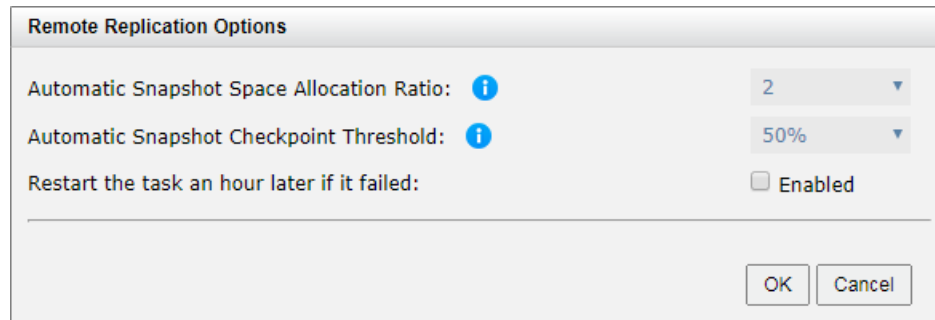 Remote Replication Options
Automatic Snapshot Space Allocation Ratio: 2
Automatic Snapshot Checkpoint Threshold: 50%
Restart the task an hour later if it failed: Enabled
OK Cancel